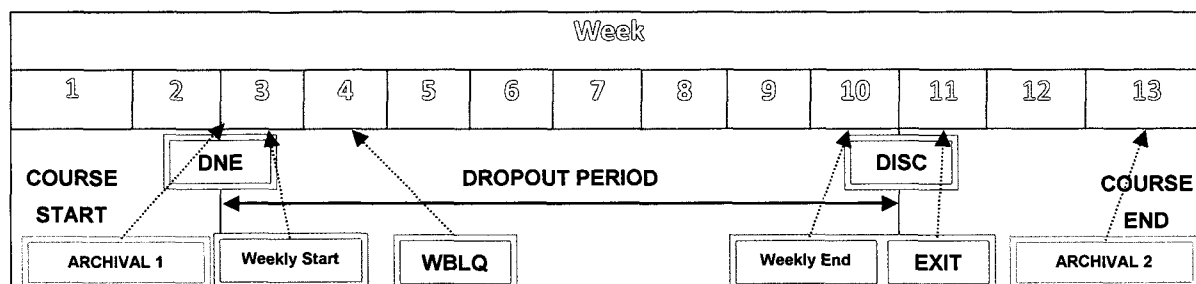 Week
1 2 3 4 5 6 7 8 9 10 11 12 13
DNE DISC
COURSE START DROPOUT PERIOD COURSE END
ARCHIVAL 1 Weekly Start WBLQ Weekly End EXIT ARCHIVAL 2